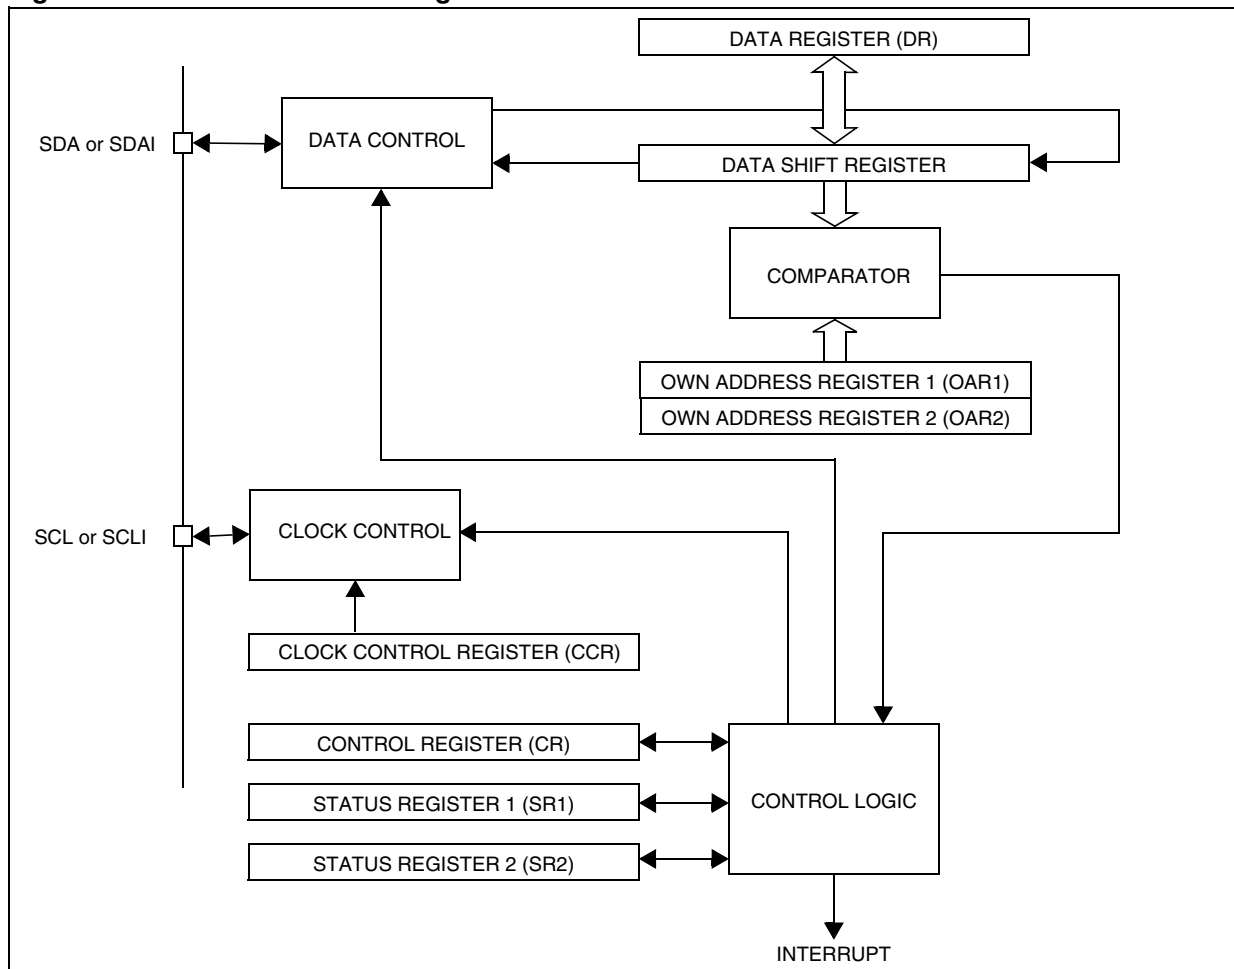 DATA REGISTER (DR)
SDA or SDAI
DATA CONTROL
DATA SHIFT REGISTER
COMPARATOR
OWN ADDRESS REGISTER 1 (OAR1)
OWN ADDRESS REGISTER 2 (OAR2)
SCL or SCLI
CLOCK CONTROL
CLOCK CONTROL REGISTER (CCR)
CONTROL REGISTER (CR)
STATUS REGISTER 1 (SR1)
CONTROL LOGIC
STATUS REGISTER 2 (SR2)
INTERRUPT